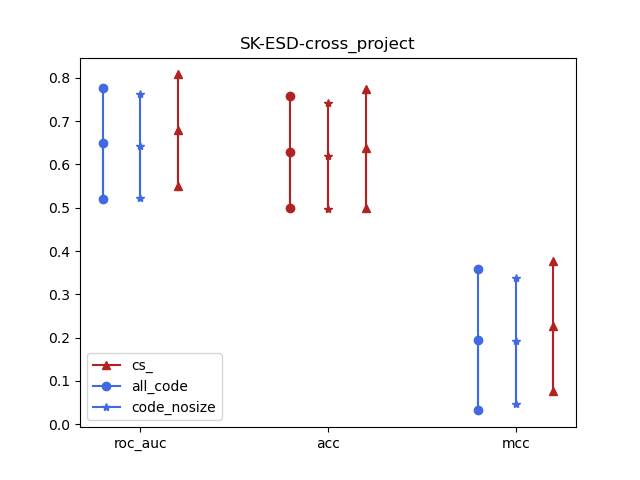 SK-ESD-cross_project
0.8
0.7
0.6
0.5
0.4
0.3
0.2
0.1
0.0
cs_
all_code
code_nosize
roc_auc acc mcc